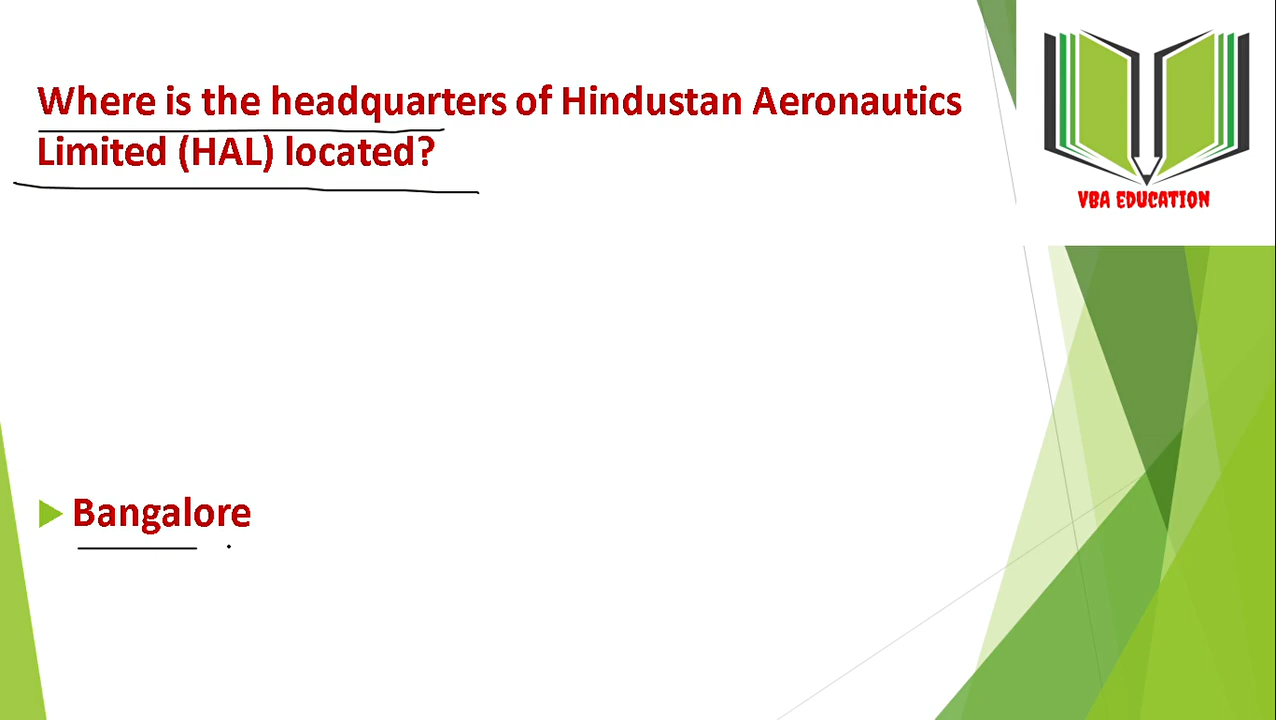 Where is the headquarters of Hindustan Aeronautics
Limited (HAL) located?
VBA EDUCATION
Bangalore